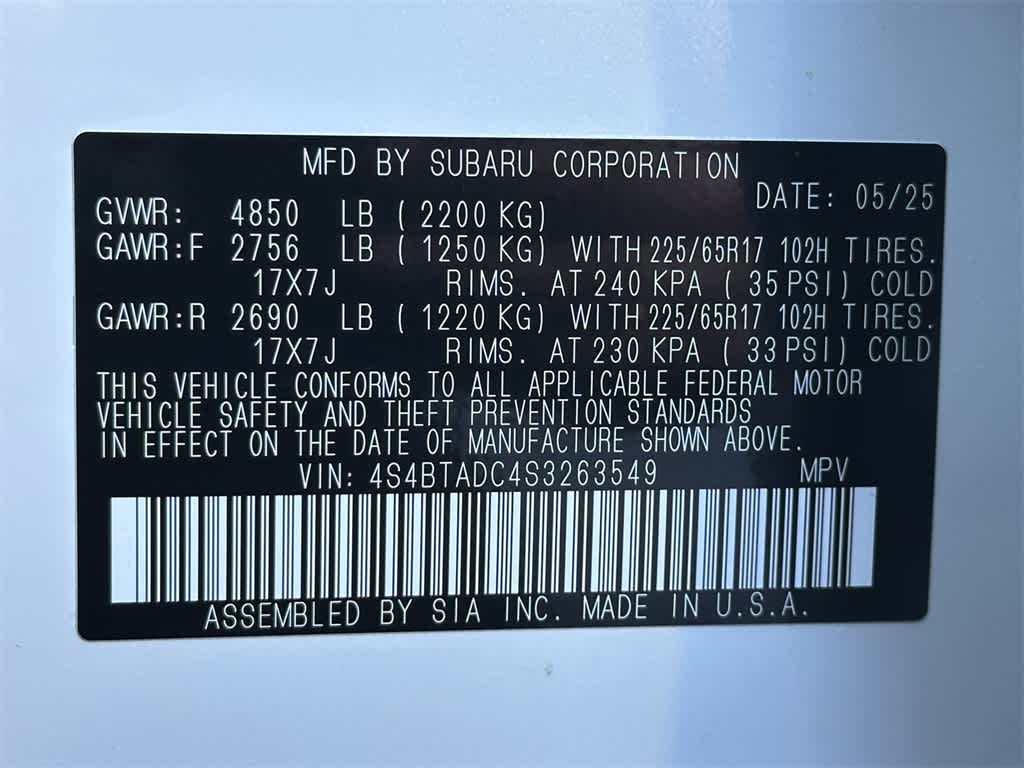 MFD BY SUBARU CORPORATION
DATE: 05/25
GVWR: 4850 LB ( 2200 KG)
GAWR:F 2756 LB ( 1250 KG) WITH 225/65R17 102H TIRES.
17X7J RIMS. AT 240 KPA ( 35 PSI) COLD
GAWR:R 2690 LB ( 1220 KG) WITH 225/65R17 102H TIRES.
17X7J RIMS. AT 230 KPA ( 33 PSI) COLD
THIS VEHICLE CONFORMS TO ALL APPLICABLE FEDERAL MOTOR
VEHICLE SAFETY AND THEFT PREVENTION STANDARDS
IN EFFECT ON THE DATE OF MANUFACTURE SHOWN ABOVE.
VIN: 4S4BTADC4S3263549 MPV
ASSEMBLED BY SIA INC. MADE IN U.S.A.